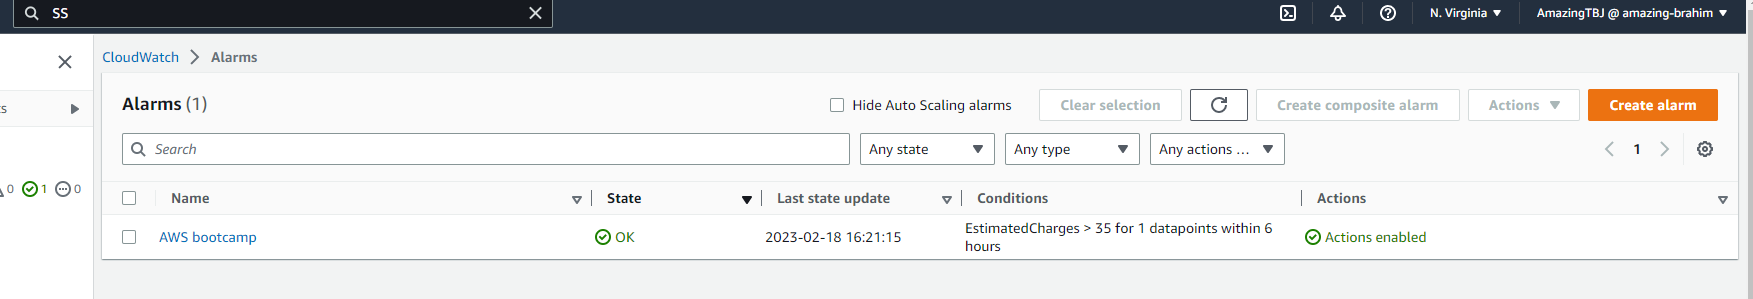 SS
N. Virginia
AmazingTBJ @ amazing-brahim
CloudWatch
Alarms
Alarms (1)
Hide Auto Scaling alarms
Clear selection
Create composite alarm
Actions
Create alarm
Search
Any state
Any type
Any actions ...
1
0
1
0
Name
State
Last state update
Conditions
Actions
AWS bootcamp
OK
2023-02-18 16:21:15
EstimatedCharges > 35 for 1 datapoints within 6
hours
Actions enabled